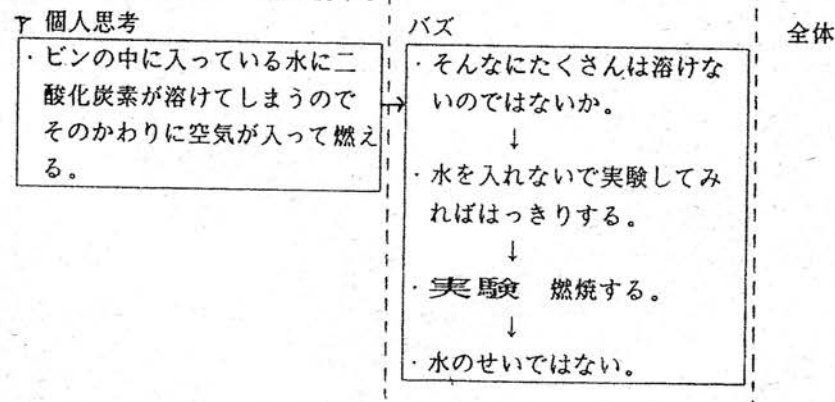 ア 個人思考
・ビンの中に入っている水に二
酸化炭素が溶けてしまうので
そのかわりに空気が入って燃え
る。
バズ
・そんなにたくさんは溶けな
いのではないか。
↓
・水を入れないで実験してみ
ればはっきりする。
↓
・実験 燃焼する。
↓
・水のせいではない。
全体